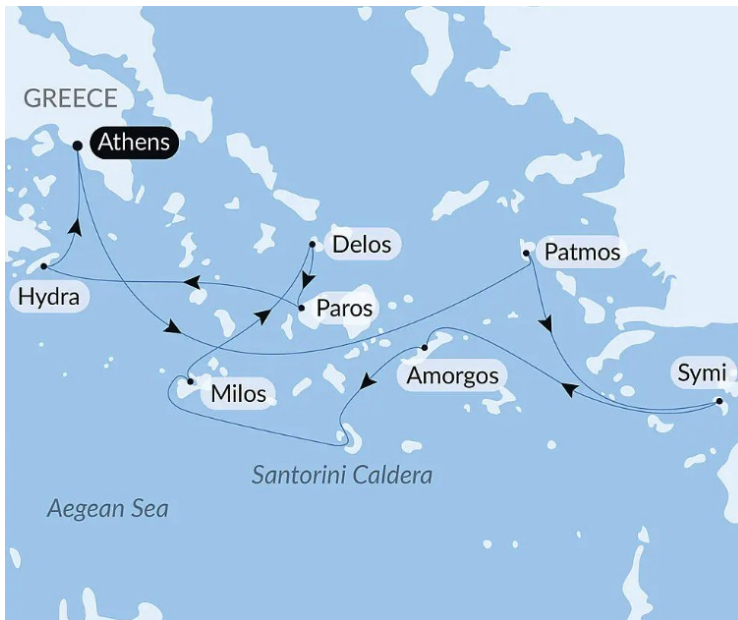 GREECE
Athens
Delos
Patmos
Hydra
Paros
Symi
Amorgos
Milos
Santorini Caldera
Aegean Sea